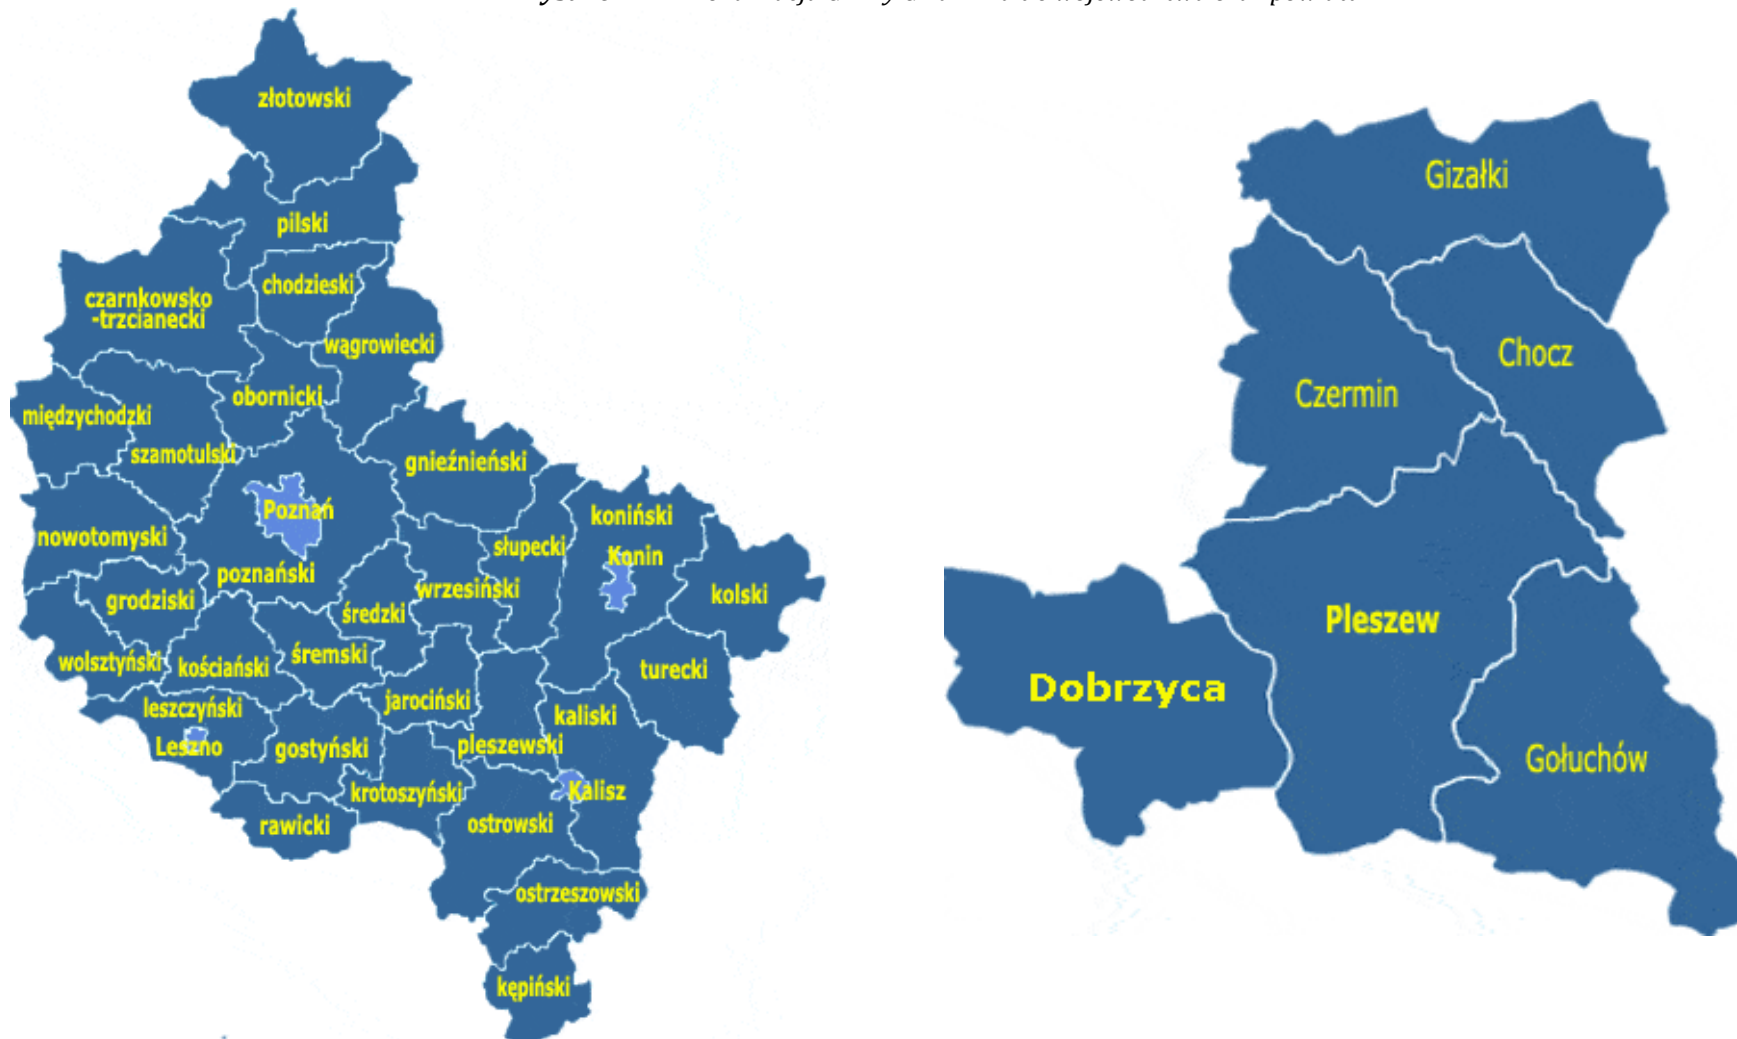 złotowski
pilski
chodzieski
czarnkowsko
-trzcianecki
wągrowiecki
obornicki
międzychodzki
szamotulski
gnieźnieński
Poznań
koniński
nowotomyski
słupecki
Konin
poznański
wrzesiński
kolski
grodziski
średzki
wolsztyński
kościański
śremski
turecki
jarociński
leszczyński
kaliski
Leszno
gostyński
pleszewski
krotoszyński
Kalisz
rawicki
ostrowski
ostrzeszowski
kępiński
Gizałki
Chocz
Czermin
Pleszew
Dobrzyca
Gołuchów